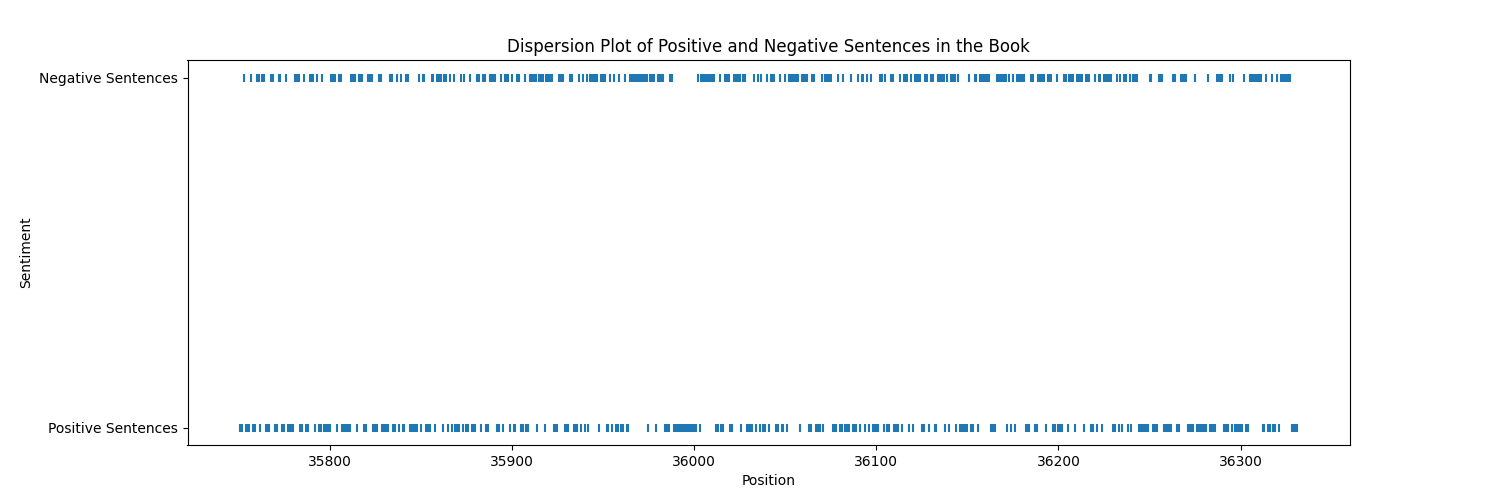 Dispersion Plot of Positive and Negative Sentences in the Book
Negative Sentences
Sentiment
Positive Sentences
35800 35900 36000 36100 36200 36300
Position